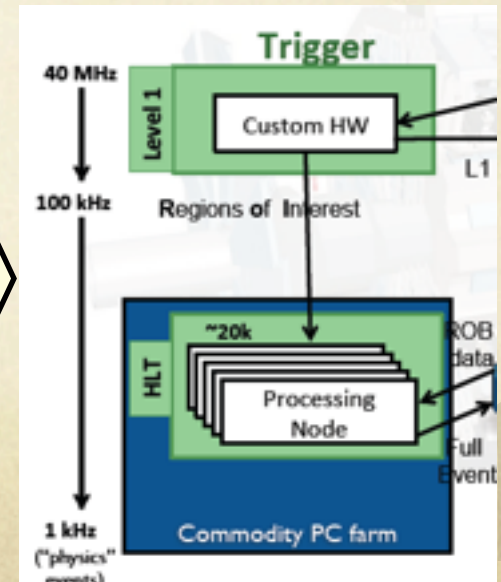 Trigger
40 MHz
Level 1
Custom HW
L1
100 kHz
Regions of Interest
~20k
ROB
data
HLT
Processing
Node
Full
Event
1 kHz
Commodity PC farm
("physics"
events)